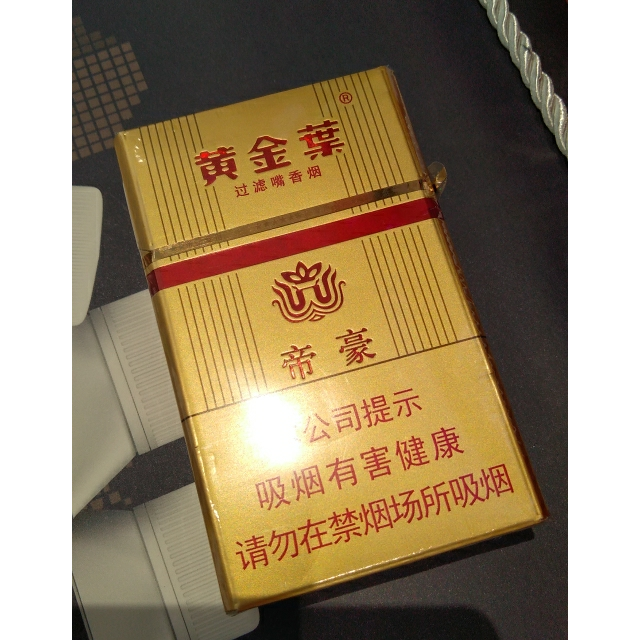 黄金葉®
过滤嘴香烟
帝豪
公司提示
吸烟有害健康
请勿在禁烟场所吸烟